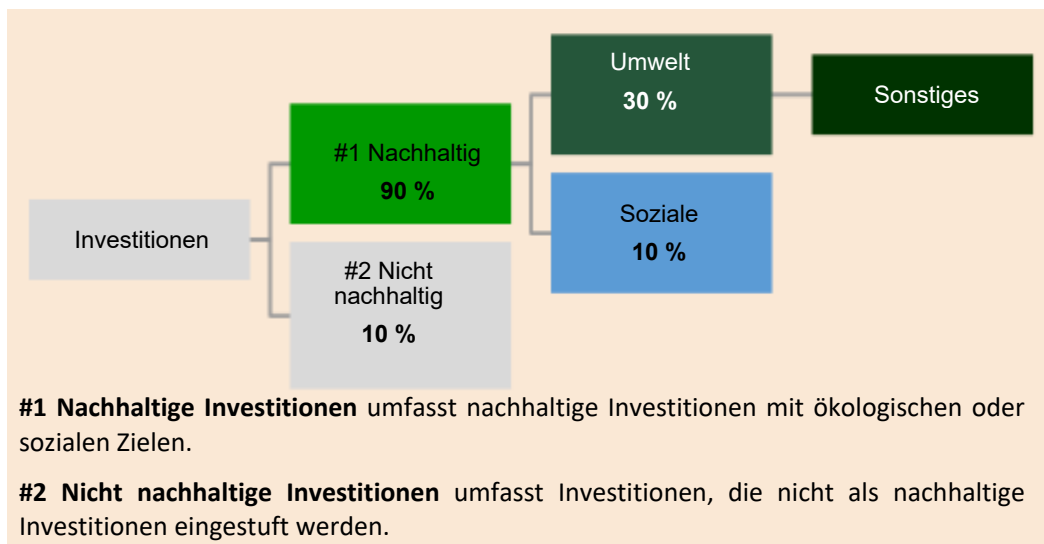 Investitionen
#1 Nachhaltig
90 %
#2 Nicht
nachhaltig
10 %
Umwelt
30 %
Soziale
10 %
Sonstiges
#1 Nachhaltige Investitionen umfasst nachhaltige Investitionen mit ökologischen oder
sozialen Zielen.
#2 Nicht nachhaltige Investitionen umfasst Investitionen, die nicht als nachhaltige
Investitionen eingestuft werden.